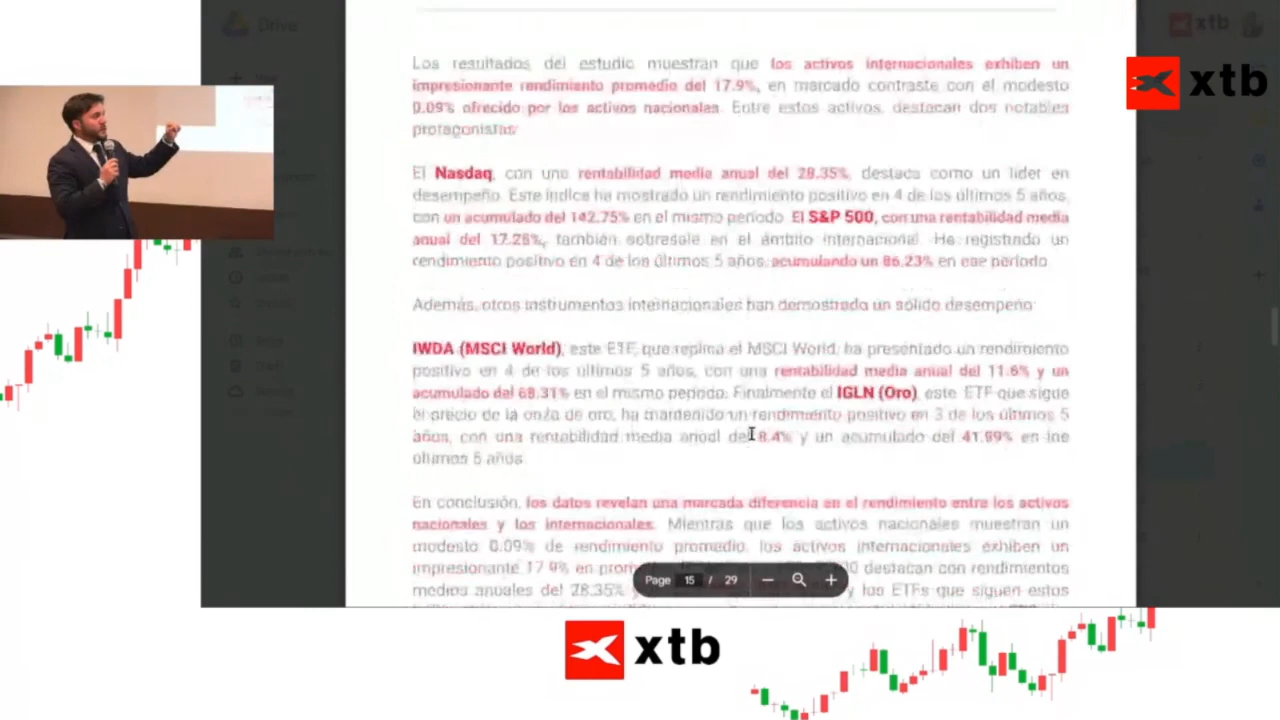 Drive
xtb
xtb
Los resultados del estudio muestran que los activos internacionales exhiben un
impresionante rendimiento promedio del 17.9%, en marcado contraste con el modesto
0.09% ofrecido por los activos nacionales. Entre estos activos, destacan dos notables
protagonistas
El Nasdaq, con una rentabilidad media anual del 28.35%, destaca como un líder en
desempeño. Este índice ha mostrado un rendimiento positivo en 4 de los últimos 5 años,
con un acumulado del 142.75% en el mismo periodo. El S&P 500, con una rentabilidad media
anual del 17.25%, también sobresale en el ámbito internacional. Ha registrado un
rendimiento positivo en 4 de los últimos 5 años, acumulando un 86.23% en ese período
Además, otros instrumentos internacionales han demostrado un sólido desempeño
IWDA (MSCI World), este ETF, que replica el MSCI World, ha presentado un rendimiento
positivo en 4 de los últimos 5 años, con una rentabilidad media anual del 11.6% y un
acumulado del 68.31% en el mismo periodo. Finalmente el IGLN (Oro), este ETF que sigue
el precio de la onza de oro, ha mantenido un rendimiento positivo en 3 de los últimos 5
años, con una rentabilidad media anual del 8.4% y un acumulado del 41.99% en los
últimos 5 años
En conclusión, los datos revelan una marcada diferencia en el rendimiento entre los activos
nacionales y los internacionales. Mientras que los activos nacionales muestran un
modesto 0.09% de rendimiento promedio, los activos internacionales exhiben un
impresionante 17.9% en destacan con rendimientos
medios anuales del 28.35% y los ETFs que siguen estos
Page 15 / 29
xtb